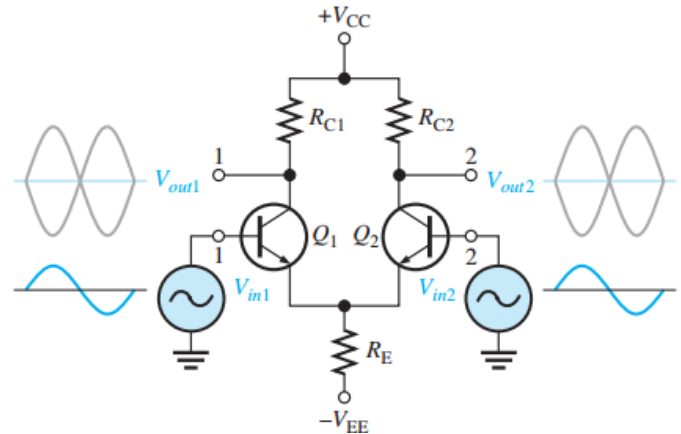 +VCC
RC1
RC2
1
2
Vout1
Vout2
Q1
Q2
1
2
Vin1
Vin2
RE
−VEE